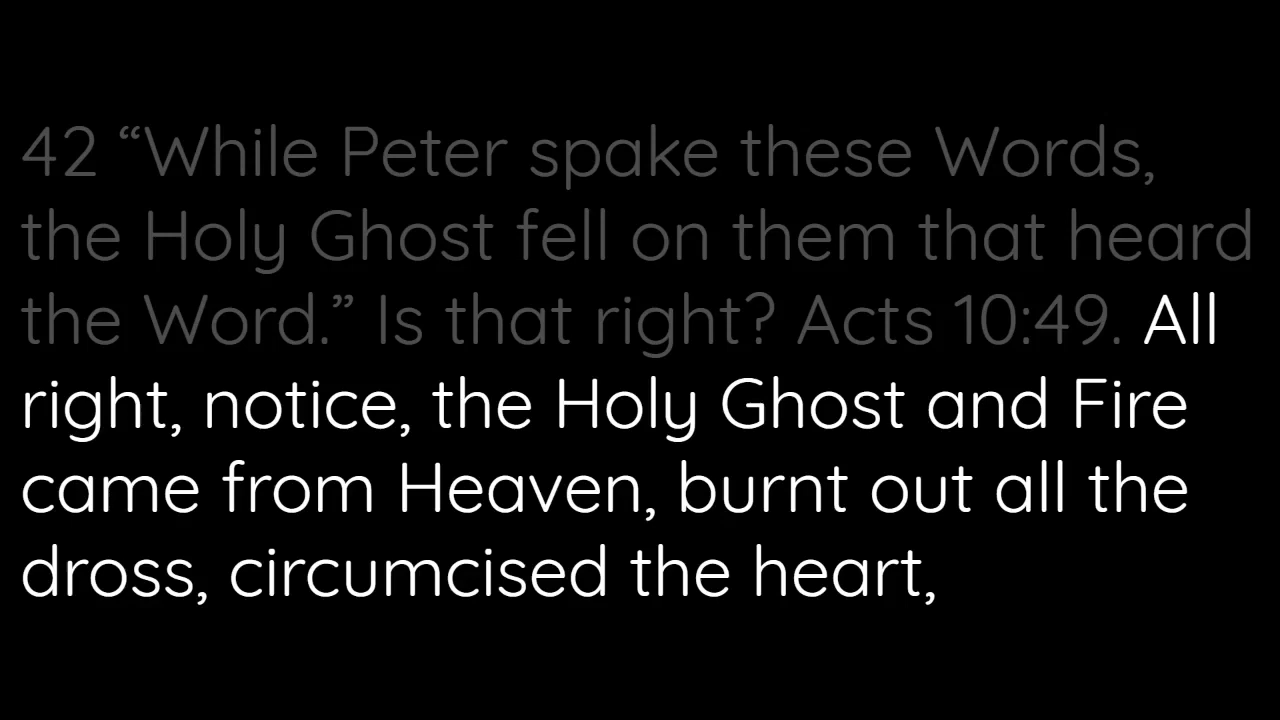 42 “While Peter spake these Words,
the Holy Ghost fell on them that heard
the Word.” Is that right? Acts 10:49. All
right, notice, the Holy Ghost and Fire
came from Heaven, burnt out all the
dross, circumcised the heart,